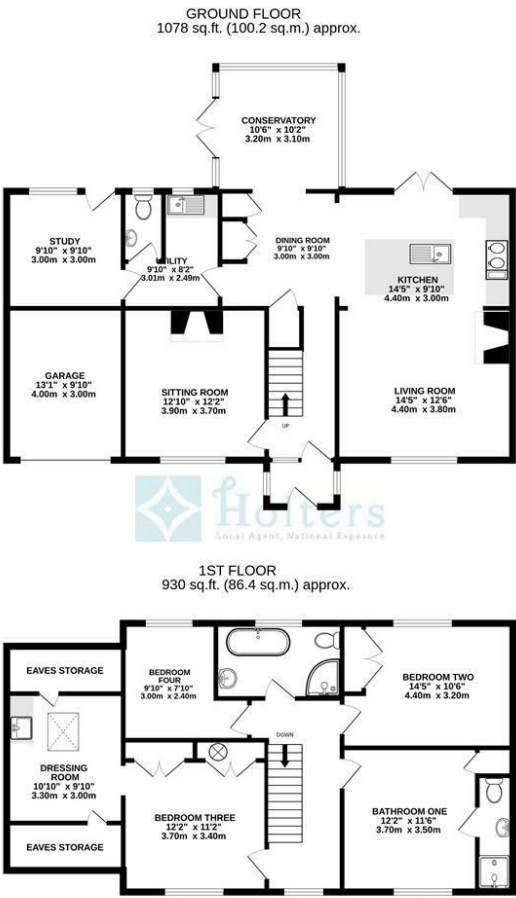 GROUND FLOOR
1078 sq.ft. (100.2 sq.m.) approx.
CONSERVATORY
10'6" x 10'2"
3.20m x 3.10m
STUDY
9'10" x 9'10"
3.00m x 3.00m
UTILITY
9'10" x 8'2"
3.01m x 2.49m
DINING ROOM
9'10" x 9'10"
3.00m x 3.00m
KITCHEN
14'5" x 9'10"
4.40m x 3.00m
GARAGE
13'1" x 9'10"
4.00m x 3.00m
SITTING ROOM
12'10" x 12'2"
3.90m x 3.70m
LIVING ROOM
14'5" x 12'6"
4.40m x 3.80m
UP
Holters
Local Agent, National Exposure
1ST FLOOR
930 sq.ft. (86.4 sq.m.) approx.
EAVES STORAGE
BEDROOM
FOUR
9'10" x 7'10"
3.00m x 2.40m
BEDROOM TWO
14'5" x 10'6"
4.40m x 3.20m
DOWN
DRESSING
ROOM
10'10" x 9'10"
3.30m x 3.00m
BEDROOM THREE
12'2" x 11'2"
3.70m x 3.40m
BATHROOM ONE
12'2" x 11'6"
3.70m x 3.50m
EAVES STORAGE